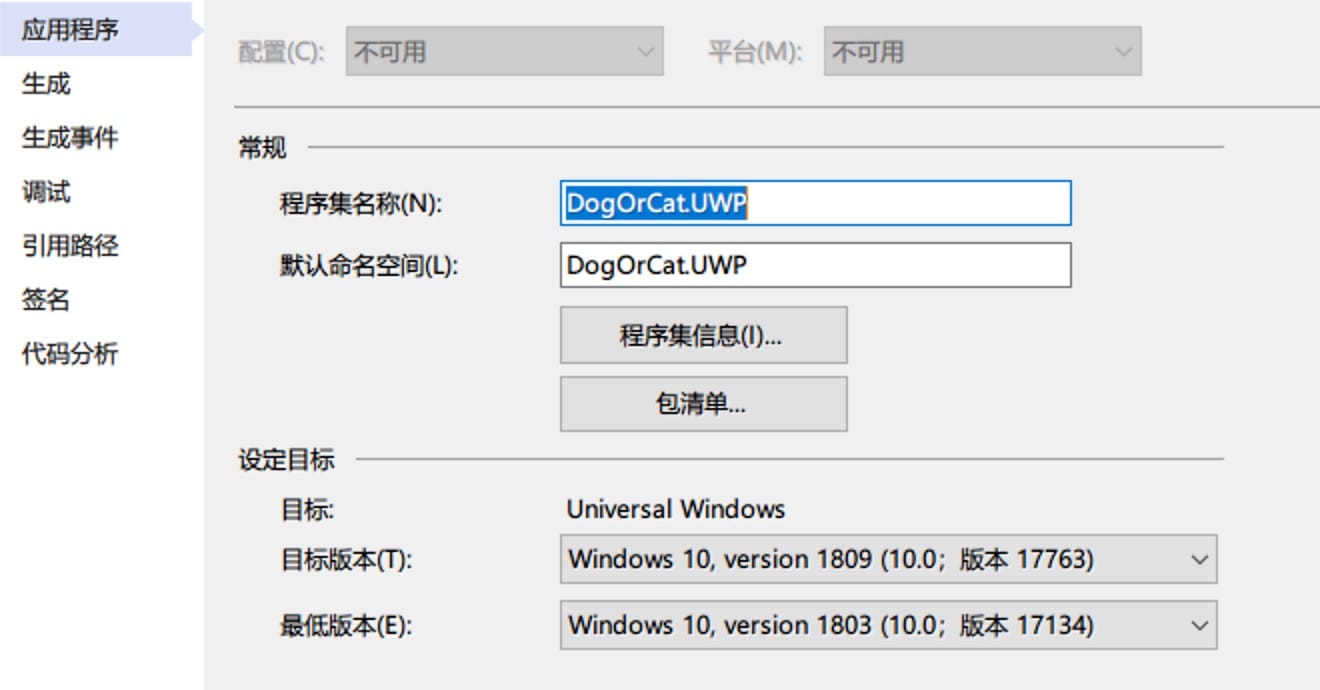 应用程序
生成
生成事件
调试
引用路径
签名
代码分析
配置(C): 不可用 平台(M): 不可用
常规
程序集名称(N): DogOrCat.UWP
默认命名空间(L): DogOrCat.UWP
程序集信息(I)...
包清单...
设定目标
目标: Universal Windows
目标版本(T): Windows 10, version 1809 (10.0；版本 17763)
最低版本(E): Windows 10, version 1803 (10.0；版本 17134)